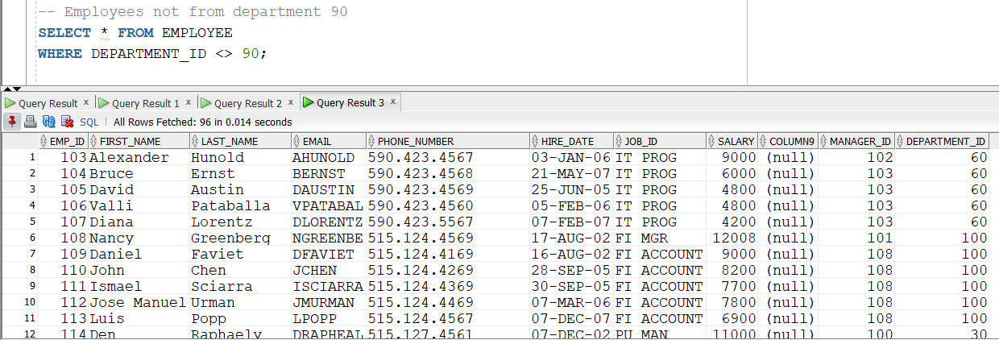 -- Employees not from department 90
SELECT * FROM EMPLOYEE
WHERE DEPARTMENT_ID <> 90;
Query Result x Query Result 1 x Query Result 2 x Query Result 3 x
SQL | All Rows Fetched: 96 in 0.014 seconds
EMP_ID FIRST_NAME LAST_NAME EMAIL PHONE_NUMBER HIRE_DATE JOB_ID SALARY COLUMN9 MANAGER_ID DEPARTMENT_ID
1 103 Alexander Hunold AHUNOLD 590.423.4567 03-JAN-06 IT_PROG 9000 (null) 102 60
2 104 Bruce Ernst BERNST 590.423.4568 21-MAY-07 IT_PROG 6000 (null) 103 60
3 105 David Austin DAUSTIN 590.423.4569 25-JUN-05 IT_PROG 4800 (null) 103 60
4 106 Valli Pataballa VPATABAL 590.423.4560 05-FEB-06 IT_PROG 4800 (null) 103 60
5 107 Diana Lorentz DLORENTZ 590.423.5567 07-FEB-07 IT_PROG 4200 (null) 103 60
6 108 Nancy Greenberg NGREENBE 515.124.4569 17-AUG-02 FI_MGR 12008 (null) 101 100
7 109 Daniel Faviet DFAVIET 515.124.4169 16-AUG-02 FI_ACCOUNT 9000 (null) 108 100
8 110 John Chen JCHEN 515.124.4269 28-SEP-05 FI_ACCOUNT 8200 (null) 108 100
9 111 Ismael Sciarra ISCIARRA 515.124.4369 30-SEP-05 FI_ACCOUNT 7700 (null) 108 100
10 112 Jose Manuel Urman JMURMAN 515.124.4469 07-MAR-06 FI_ACCOUNT 7800 (null) 108 100
11 113 Luis Popp LPOPP 515.124.4567 07-DEC-07 FI_ACCOUNT 6900 (null) 108 100
12 114 Den Raphaely DRAPHEAL 515.127.4561 07-DEC-02 PU_MAN 11000 (null) 100 30